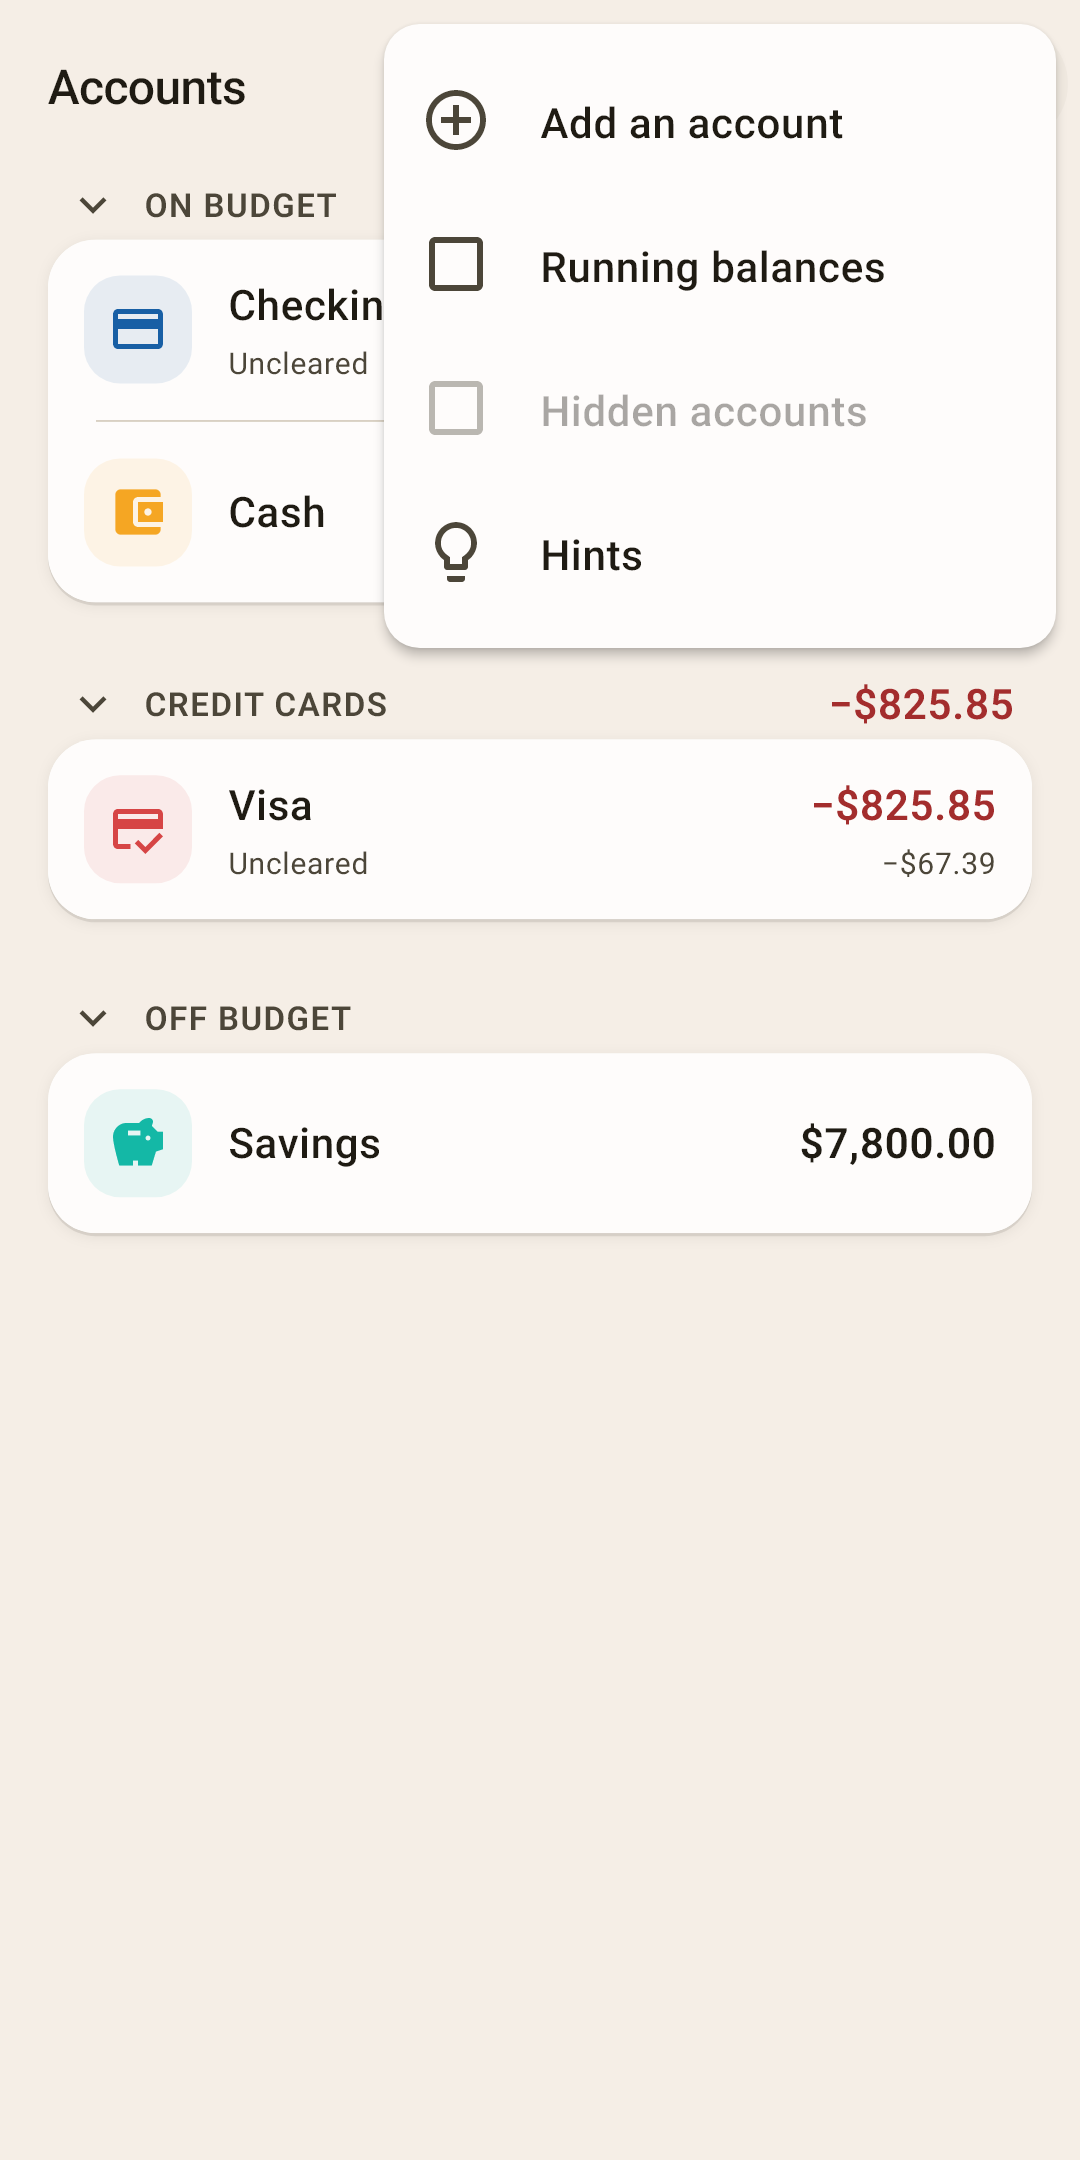 Accounts
Add an account
Running balances
Hidden accounts
Hints
ON BUDGET
Checkin
Uncleared
Cash
CREDIT CARDS
−$825.85
Visa
−$825.85
Uncleared
−$67.39
OFF BUDGET
Savings
$7,800.00